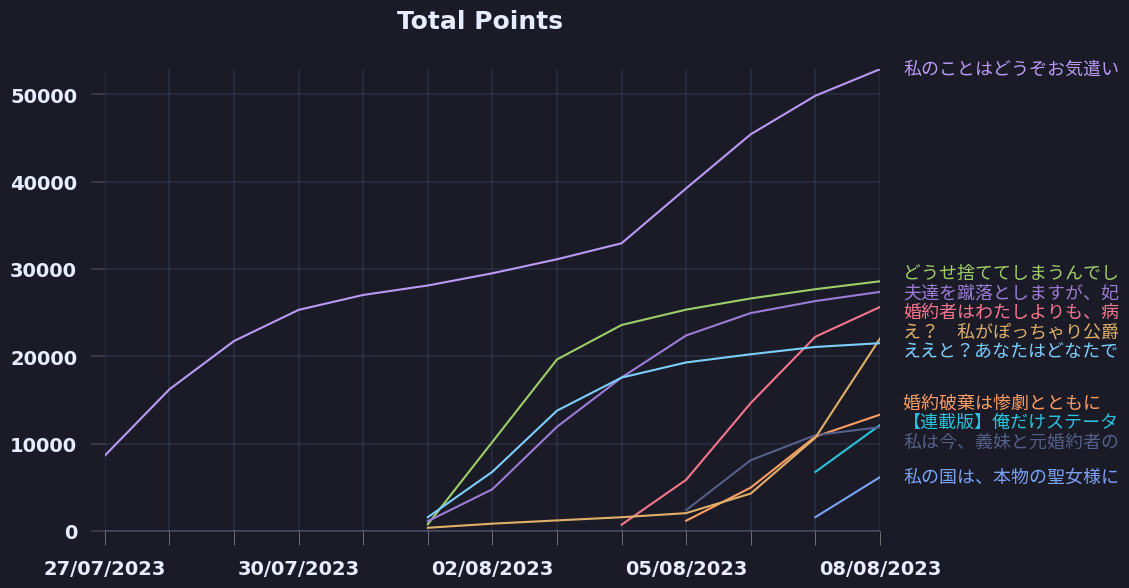 Total Points
50000
40000
30000
20000
10000
0
27/07/2023
30/07/2023
02/08/2023
05/08/2023
08/08/2023
私のことはどうぞお気遣い
どうせ捨ててしまうんでし
夫達を蹴落としますが、妃
婚約者はわたしよりも、病
え?　私がぽっちゃり公爵
ええと?あなたはどなたで
婚約破棄は惨劇とともに
【連載版】俺だけステータ
私は今、義妹と元婚約者の
私の国は、本物の聖女様に